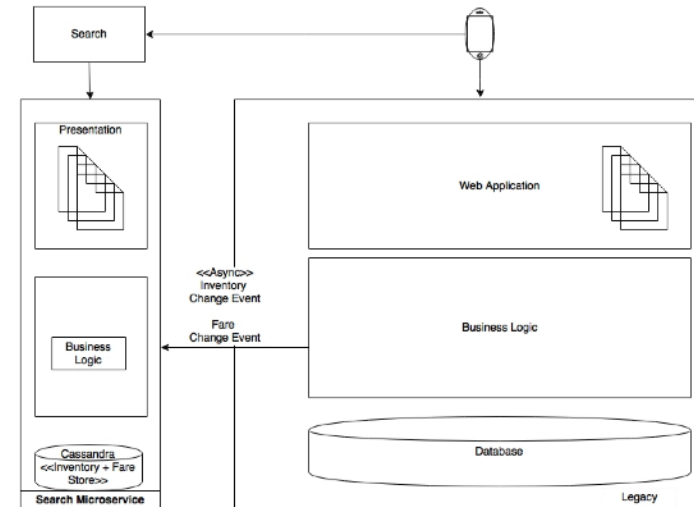 Search
Presentation
Web Application
<<Async>>
Inventory
Change Event
Fare
Change Event
Business
Logic
Business Logic
Cassandra
<<Inventory + Fare
Store>>
Search Microservice
Database
Legacy